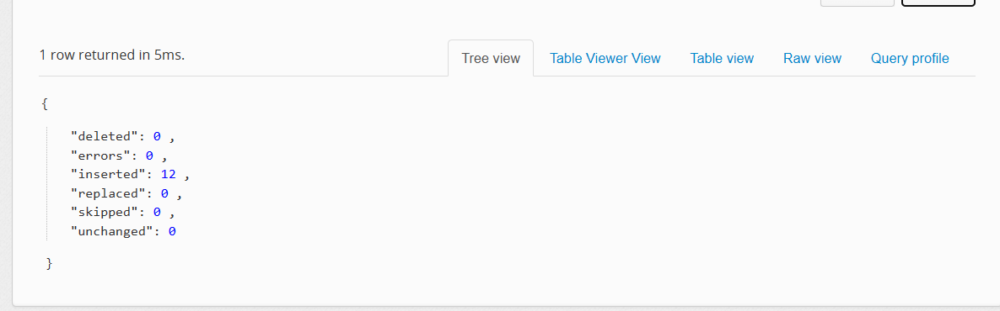 1 row returned in 5ms.
Tree view Table Viewer View Table view Raw view Query profile
{
"deleted": 0 ,
"errors": 0 ,
"inserted": 12 ,
"replaced": 0 ,
"skipped": 0 ,
"unchanged": 0
}